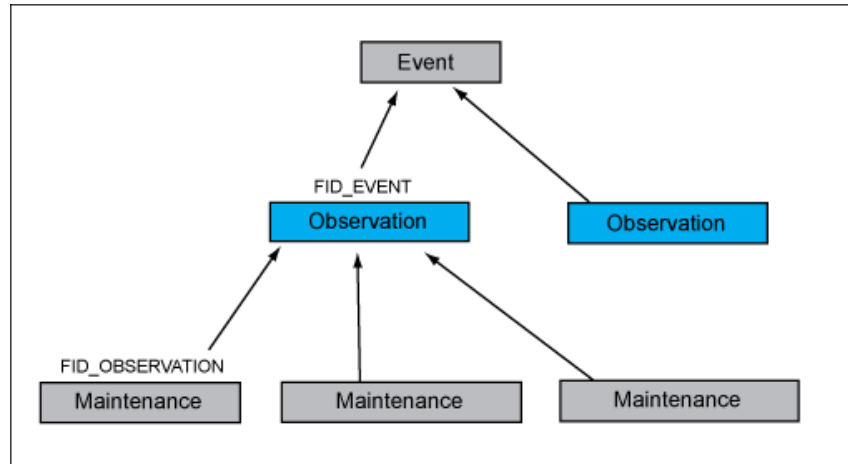 Event
FID_EVENT
Observation
Observation
FID_OBSERVATION
Maintenance
Maintenance
Maintenance